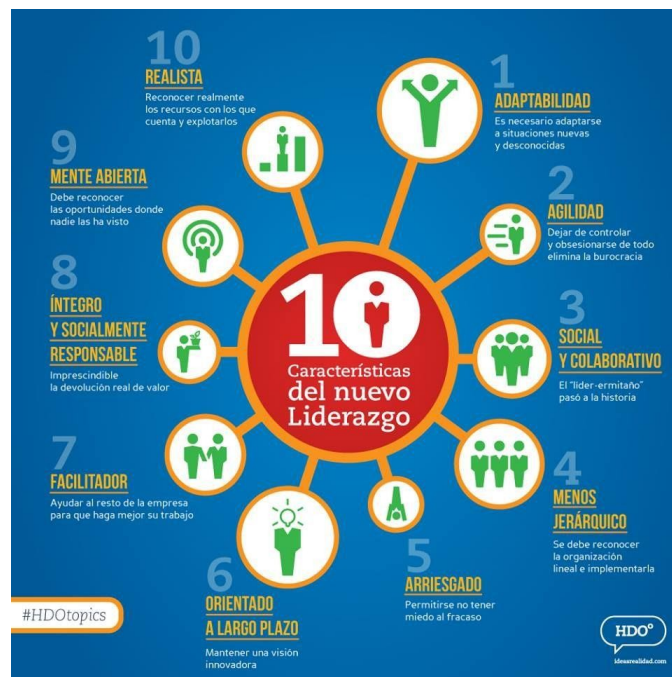 10
Características
del nuevo
Liderazgo
1
ADAPTABILIDAD
Es necesario adaptarse
a situaciones nuevas
y desconocidas
2
AGILIDAD
Dejar de controlar
y obsesionarse de todo
elimina la burocracia
3
SOCIAL
Y COLABORATIVO
El "lider-ermitaño"
pasó a la historia
4
MENOS
JERÁRQUICO
Se debe reconocer
la organización
lineal e implementarla
5
ARRIESGADO
Permitirse no tener
miedo al fracaso
6
ORIENTADO
A LARGO PLAZO
Mantener una visión
innovadora
7
FACILITADOR
Ayudar al resto de la empresa
para que haga mejor su trabajo
8
ÍNTEGRO
Y SOCIALMENTE
RESPONSABLE
Imprescindible
la devolución real de valor
9
MENTE ABIERTA
Debe reconocer
las oportunidades donde
nadie las ha visto
10
REALISTA
Reconocer realmente
los recursos con los que
cuenta y explotarlos
#HDOtopics
HDO°
ideasrealidad.com